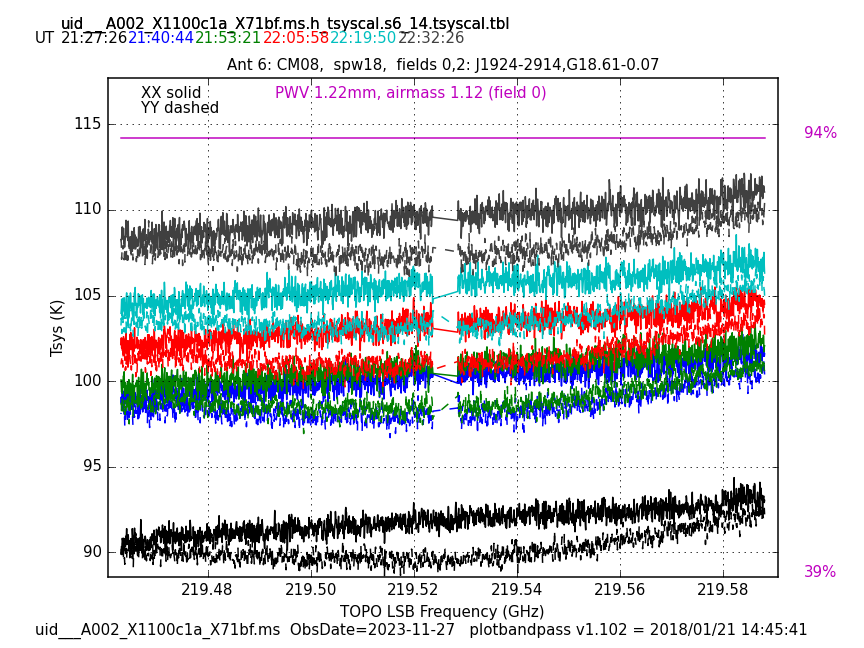 uid___A002_X1100c1a_X71bf.ms.h_tsyscal.s6_14.tsyscal.tbl
UT 21:27:26 21:40:44 21:53:21 22:05:58 22:19:50 22:32:26
Ant 6: CM08,  spw18,  fields 0,2: J1924-2914,G18.61-0.07
XX solid
PWV 1.22mm, airmass 1.12 (field 0)
YY dashed
94%
115
110
105
100
95
90
Tsys (K)
39%
219.48 219.50 219.52 219.54 219.56 219.58
TOPO LSB Frequency (GHz)
uid___A002_X1100c1a_X71bf.ms  ObsDate=2023-11-27   plotbandpass v1.102 = 2018/01/21 14:45:41